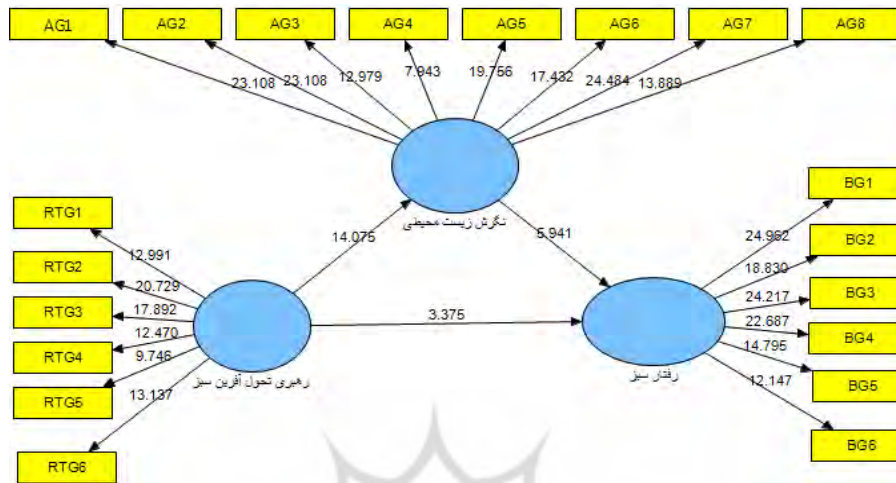 AG1
AG2
AG3
AG4
AG5
AG6
AG7
AG8
23.108
23.108
12.979
7.943
19.756
17.432
24.484
13.889
نگرش زیست محیطی
14.075
5.941
RTG1
RTG2
RTG3
RTG4
RTG5
RTG6
12.991
20.729
17.892
12.470
9.746
13.137
رهبری تحول آفرین سبز
3.375
رفتار سبز
BG1
BG2
BG3
BG4
BG5
BG6
24.962
18.830
24.217
22.687
14.795
12.147